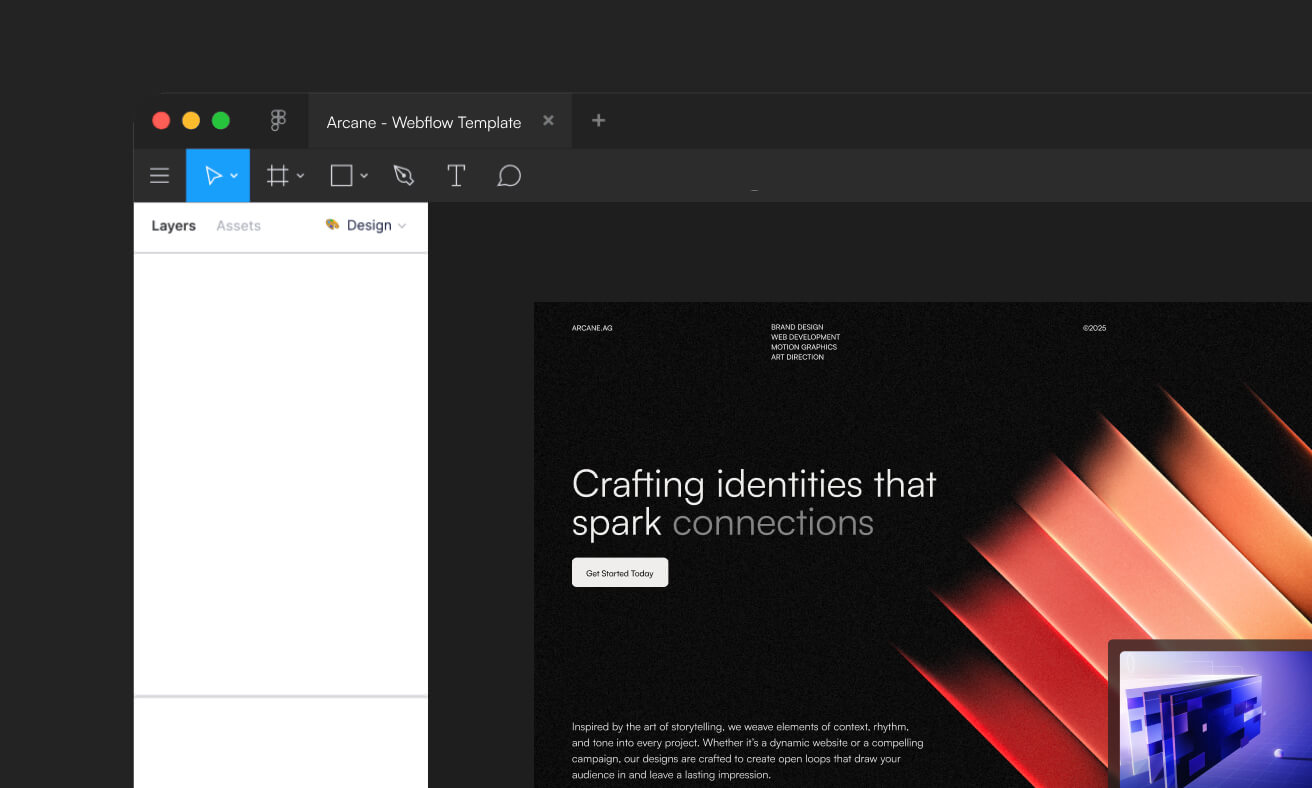 Arcane - Webflow Template
Layers
Assets
Design
ARCANE.AG
BRAND DESIGN
WEB DEVELOPMENT
MOTION GRAPHICS
ART DIRECTION
©2025
Crafting identities that
spark connections
Get Started Today
Inspired by the art of storytelling, we weave elements of context, rhythm,
and tone into every project. Whether it's a dynamic website or a compelling
campaign, our designs are crafted to create open loops that draw your
audience in and leave a lasting impression.